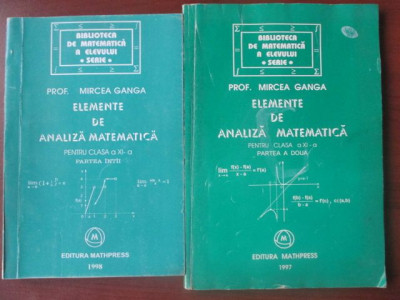 BIBLIOTECA
DE MATEMATICĂ
A ELEVULUI
* SERIE *
PROF. MIRCEA GANGA
ELEMENTE
DE
ANALIZĂ MATEMATICĂ
PENTRU CLASA a XI-a
PARTEA ÎNTÎI
M
EDITURA MATHPRESS
1998
BIBLIOTECA
DE MATEMATICĂ
A ELEVULUI
* SERIE *
PROF. MIRCEA GANGA
ELEMENTE
DE
ANALIZĂ MATEMATICĂ
PENTRU CLASA a XI-a
PARTEA A DOUA
M
EDITURA MATHPRESS
1997